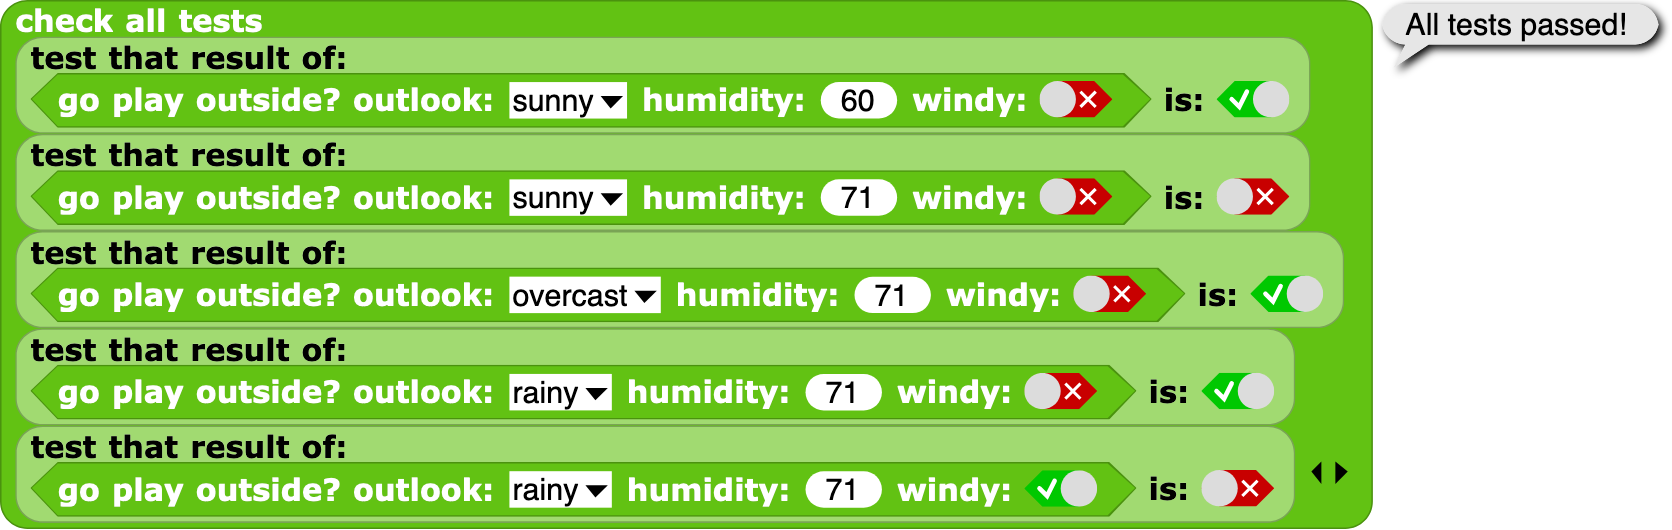 check all tests
All tests passed!
test that result of:
go play outside? outlook: sunny humidity: 60 windy: is:
test that result of:
go play outside? outlook: sunny humidity: 71 windy: is:
test that result of:
go play outside? outlook: overcast humidity: 71 windy: is:
test that result of:
go play outside? outlook: rainy humidity: 71 windy: is:
test that result of:
go play outside? outlook: rainy humidity: 71 windy: is: